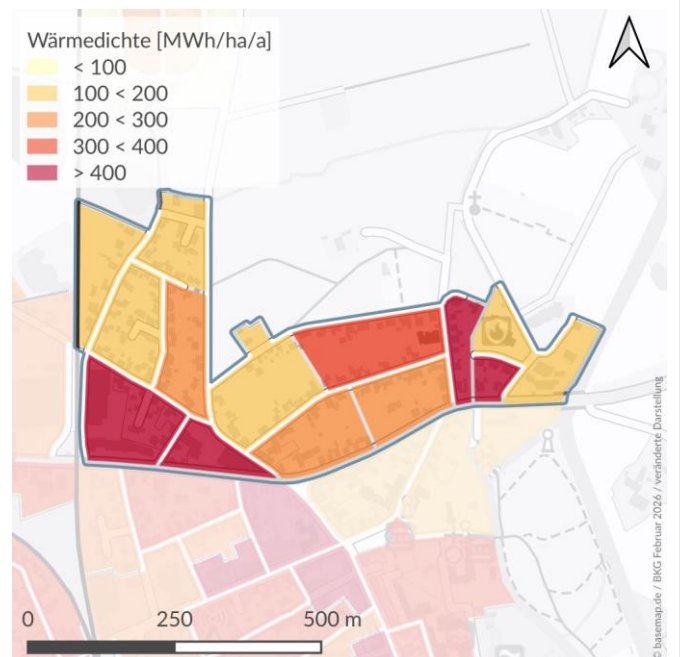 Wärmedichte [MWh/ha/a]
< 100
100 < 200
200 < 300
300 < 400
> 400
0 250 500 m
© basemap.de / BKG Februar 2026 / veränderte Darstellung